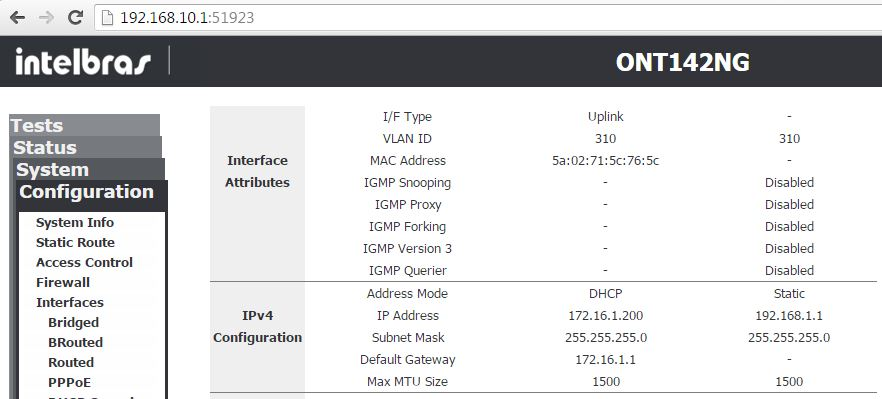 192.168.10.1:51923
intelbras
ONT142NG
Tests
Status
System
Configuration
System Info
Static Route
Access Control
Firewall
Interfaces
Bridged
BRouted
Routed
PPPoE
Interface Attributes
I/F Type Uplink -
VLAN ID 310 310
MAC Address 5a:02:71:5c:76:5c -
IGMP Snooping - Disabled
IGMP Proxy - Disabled
IGMP Forking - Disabled
IGMP Version 3 - Disabled
IGMP Querier - Disabled
IPv4 Configuration
Address Mode DHCP Static
IP Address 172.16.1.200 192.168.1.1
Subnet Mask 255.255.255.0 255.255.255.0
Default Gateway 172.16.1.1 -
Max MTU Size 1500 1500